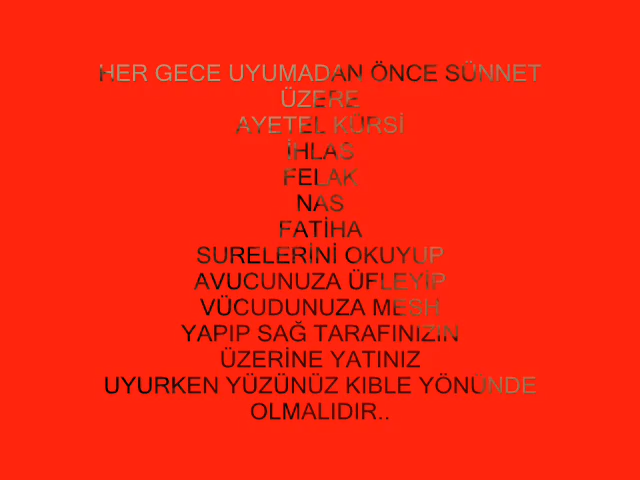 HER GECE UYUMADAN ÖNCE SÜNNET
ÜZERE
AYETEL KÜRSİ
İHLAS
FELAK
NAS
FATİHA
SURELERİNİ OKUYUP
AVUCUNUZA ÜFLEYİP
VÜCUDUNUZA MESH
YAPIP SAĞ TARAFINIZIN
ÜZERİNE YATINIZ
UYURKEN YÜZÜNÜZ KIBLE YÖNÜNDE
OLMALIDIR..